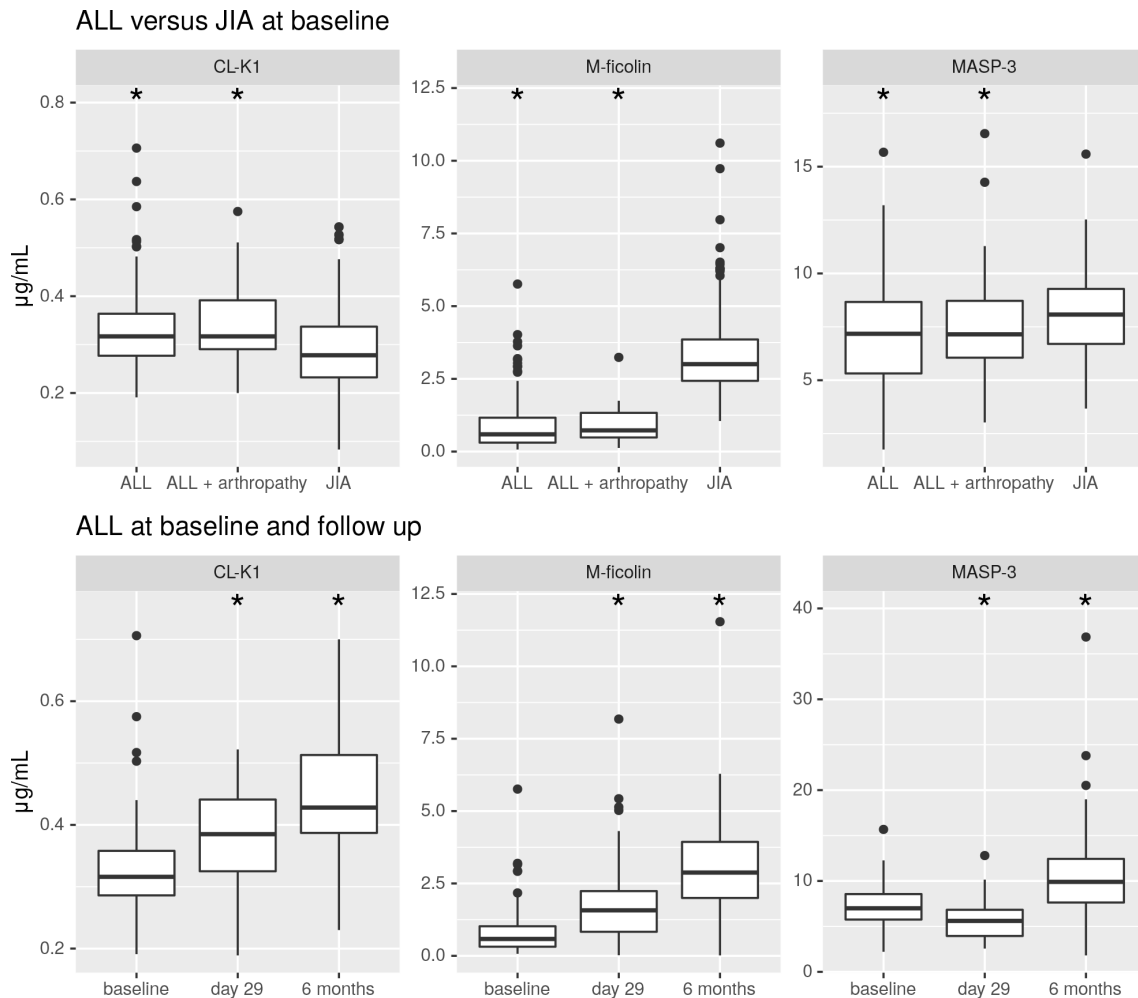 ALL versus JIA at baseline
CL-K1 M-ficolin MASP-3
* * * * * *
0.8
0.6
0.4
0.2
12.5
10.0
7.5
5.0
2.5
0.0
15
10
5
µg/mL
ALL ALL + arthropathy JIA ALL ALL + arthropathy JIA ALL ALL + arthropathy JIA
ALL at baseline and follow up
CL-K1 M-ficolin MASP-3
* * * * * *
0.6
0.4
0.2
12.5
10.0
7.5
5.0
2.5
0.0
40
30
20
10
0
µg/mL
baseline day 29 6 months baseline day 29 6 months baseline day 29 6 months